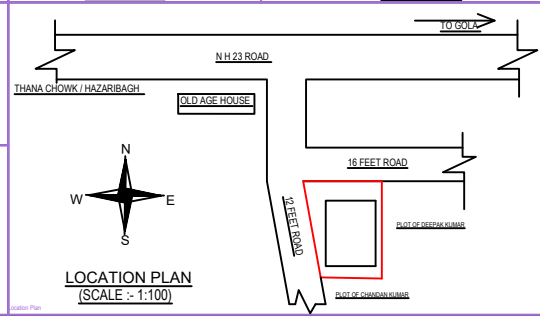 TO GOLA
N H 23 ROAD
THANA CHOWK / HAZARIBAGH
OLD AGE HOUSE
16 FEET ROAD
N
W E
S
12 FEET ROAD
PLOT OF DEEPAK KUMAR
LOCATION PLAN
(SCALE :- 1:100)
PLOT OF CHANDAN KUMAR
Location Plan